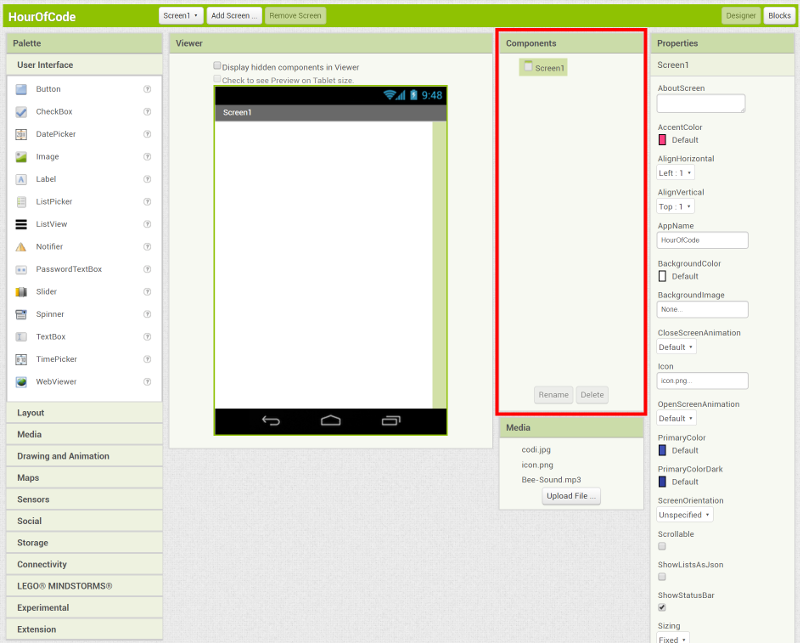 HourOfCode
Screen1
Add Screen ...
Remove Screen
Designer
Blocks
Palette
User Interface
Button
CheckBox
DatePicker
Image
Label
ListPicker
ListView
Notifier
PasswordTextBox
Slider
Spinner
TextBox
TimePicker
WebViewer
Layout
Media
Drawing and Animation
Maps
Sensors
Social
Storage
Connectivity
LEGO® MINDSTORMS®
Experimental
Extension
Viewer
Display hidden components in Viewer
Check to see Preview on Tablet size.
9:48
Screen1
Components
Screen1
Rename
Delete
Media
codi.jpg
icon.png
Bee-Sound.mp3
Upload File ...
Properties
Screen1
AboutScreen
AccentColor
Default
AlignHorizontal
Left : 1
AlignVertical
Top : 1
AppName
HourOfCode
BackgroundColor
Default
BackgroundImage
None...
CloseScreenAnimation
Default
Icon
icon.png...
OpenScreenAnimation
Default
PrimaryColor
Default
PrimaryColorDark
Default
ScreenOrientation
Unspecified
Scrollable
ShowListsAsJson
ShowStatusBar
Sizing
Fixed